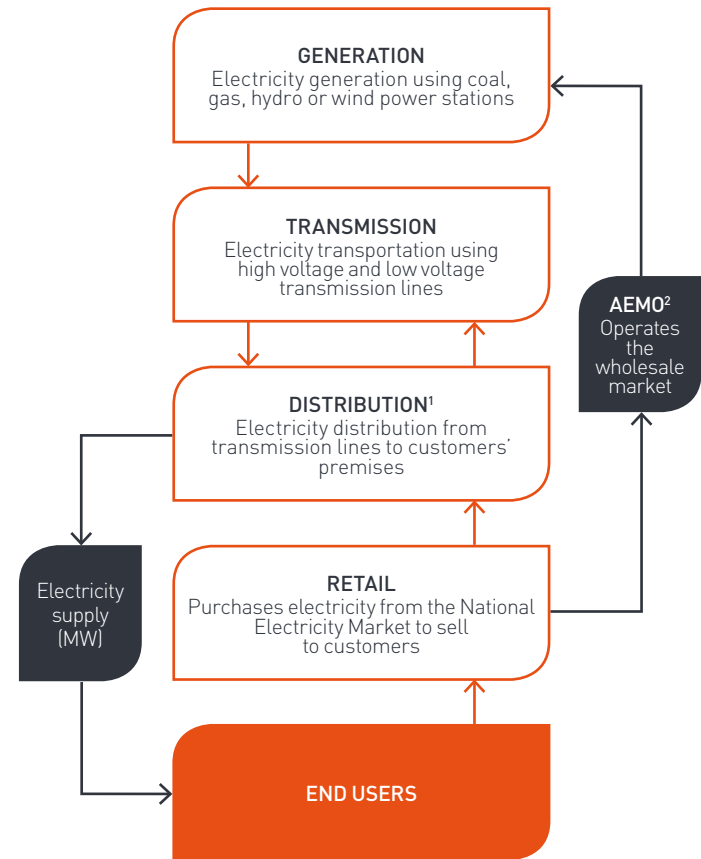 GENERATION
Electricity generation using coal,
gas, hydro or wind power stations
TRANSMISSION
Electricity transportation using
high voltage and low voltage
transmission lines
AEMO²
Operates
the
wholesale
market
DISTRIBUTION¹
Electricity distribution from
transmission lines to customers’
premises
Electricity
supply
(MW)
RETAIL
Purchases electricity from the National
Electricity Market to sell
to customers
END USERS